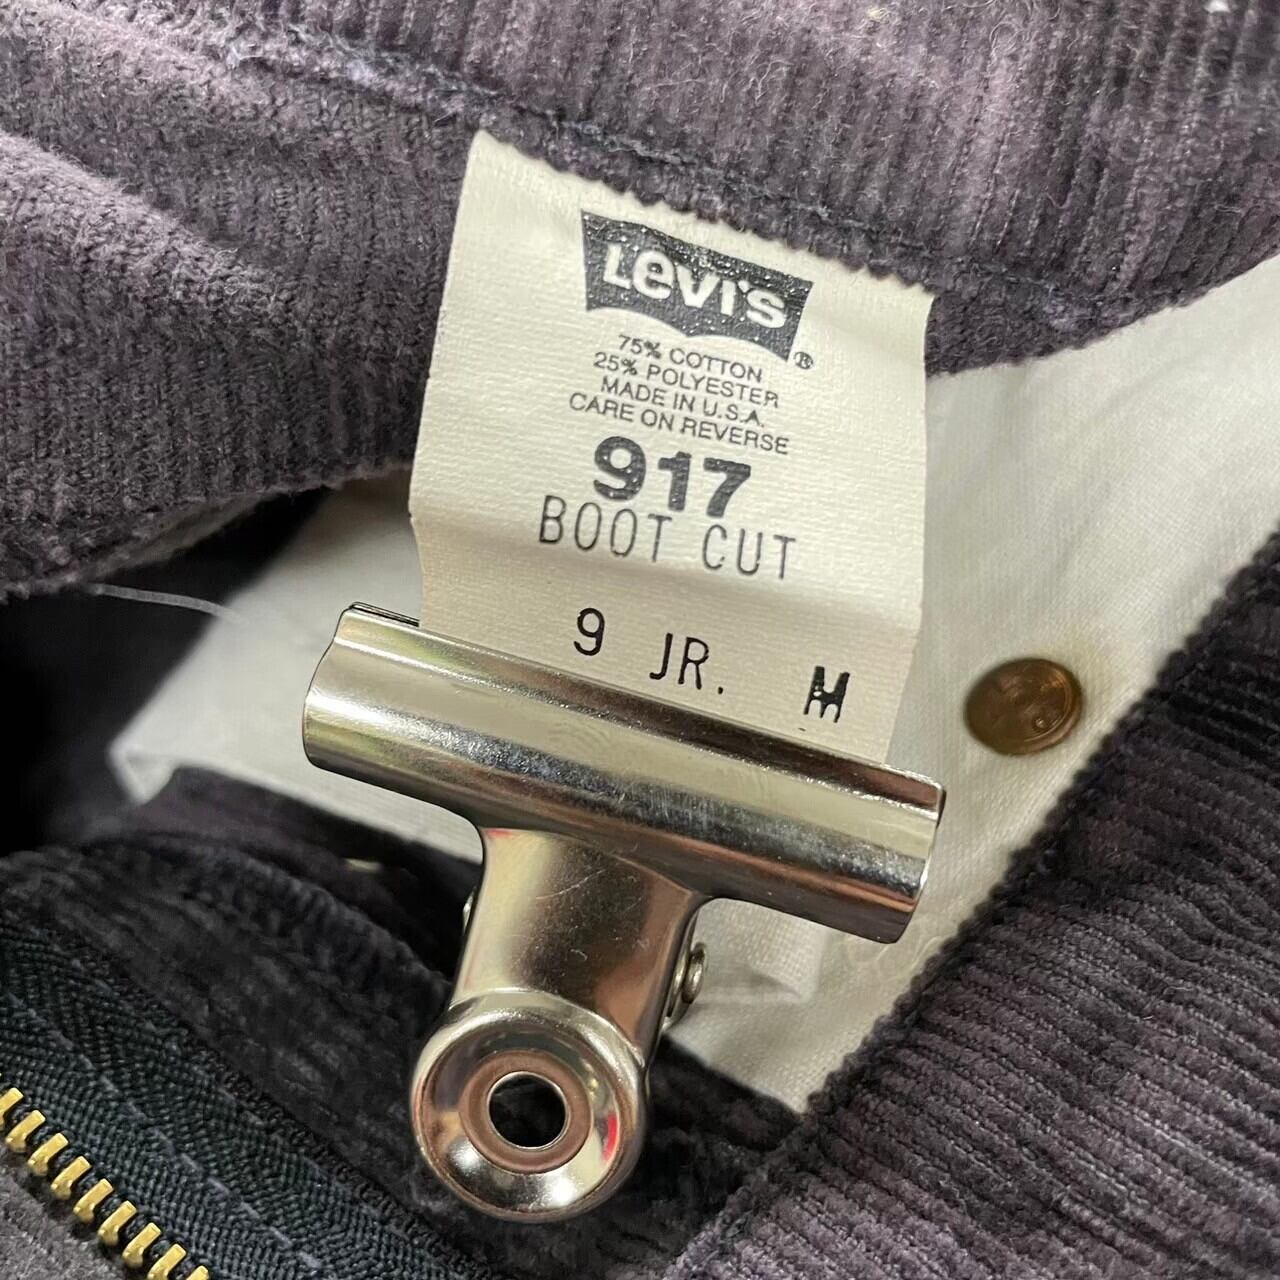 Levi's ®
75% COTTON
25% POLYESTER
MADE IN U.S.A.
CARE ON REVERSE
917
BOOT CUT
9 JR. M